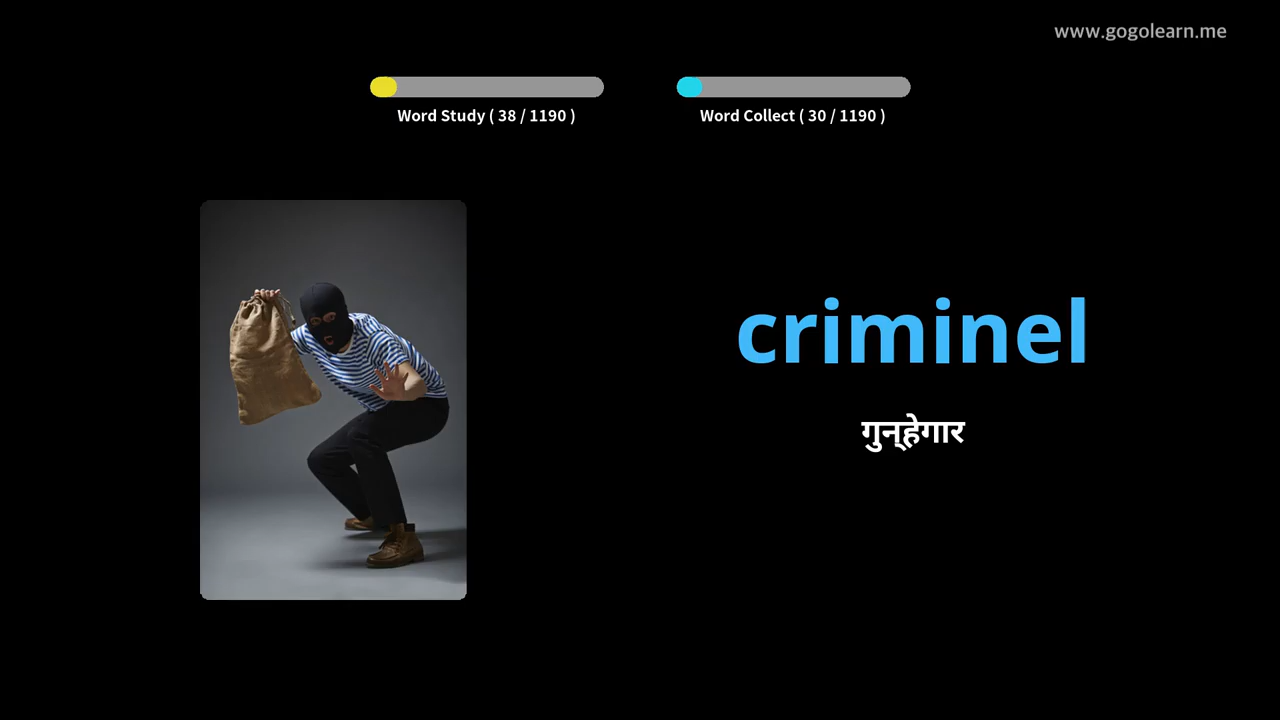 www.gogolearn.me
Word Study ( 38 / 1190 )
Word Collect ( 30 / 1190 )
criminel
गुन्हेगार